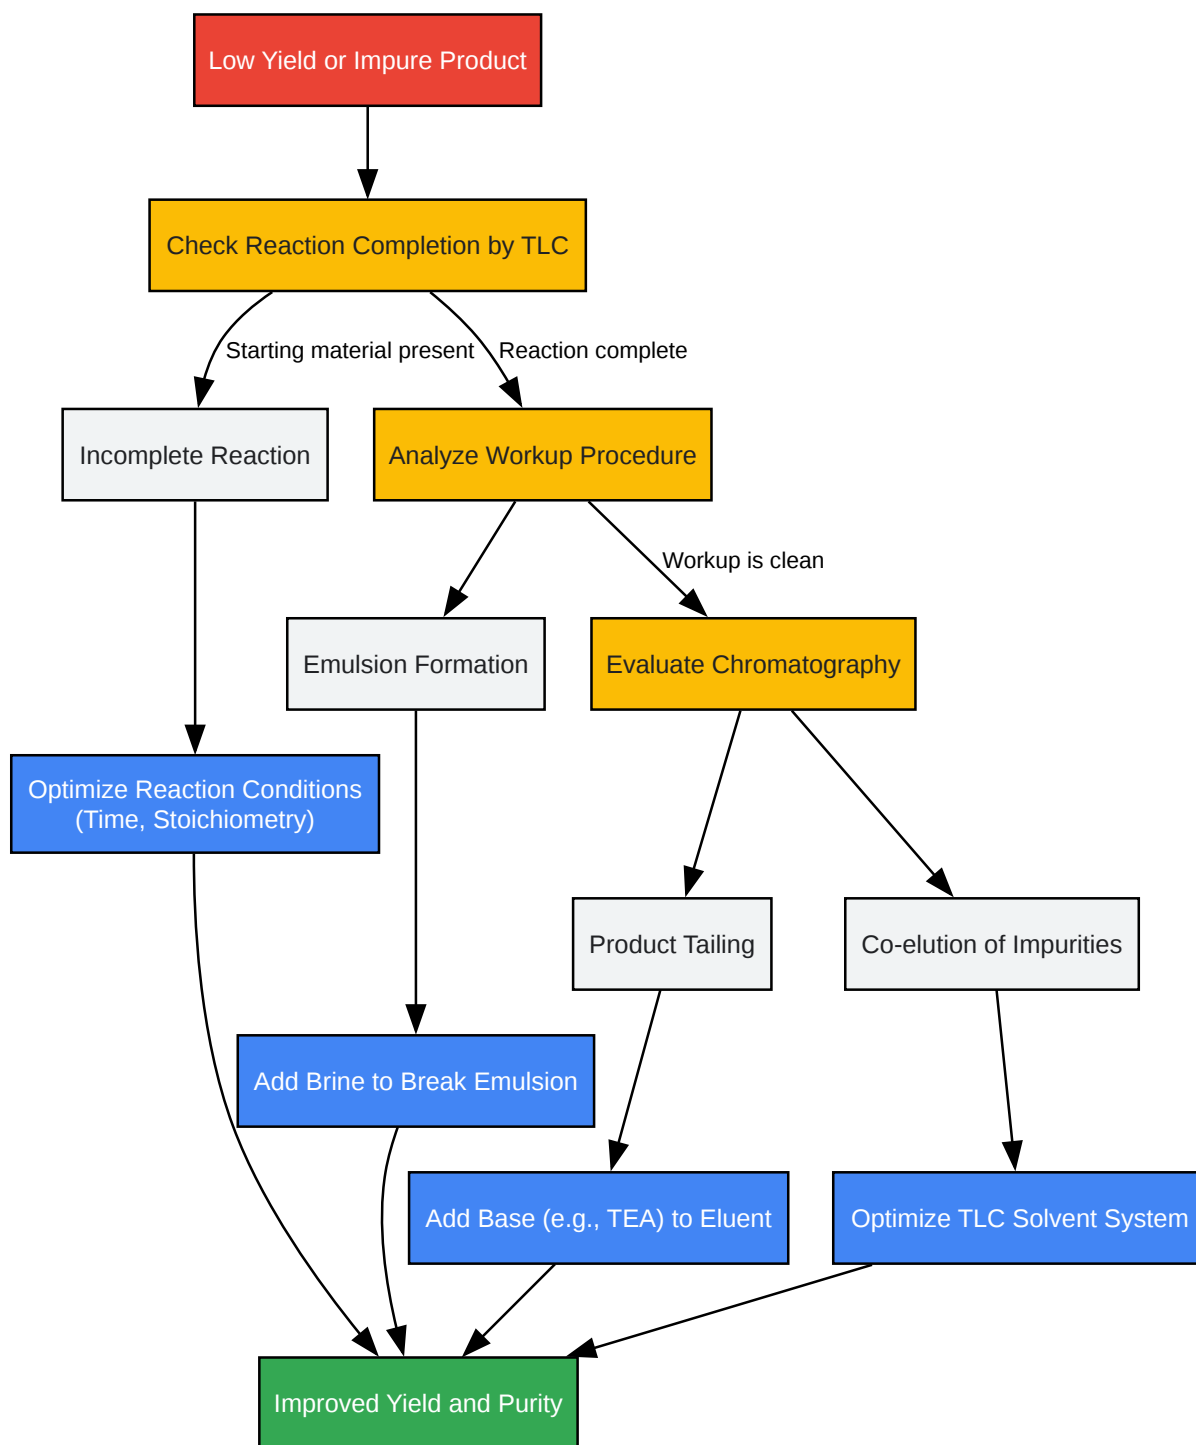 Low Yield or Impure Product
Check Reaction Completion by TLC
Starting material present
Reaction complete
Incomplete Reaction
Analyze Workup Procedure
Workup is clean
Emulsion Formation
Evaluate Chromatography
Optimize Reaction Conditions
(Time, Stoichiometry)
Product Tailing
Co-elution of Impurities
Add Brine to Break Emulsion
Add Base (e.g., TEA) to Eluent
Optimize TLC Solvent System
Improved Yield and Purity